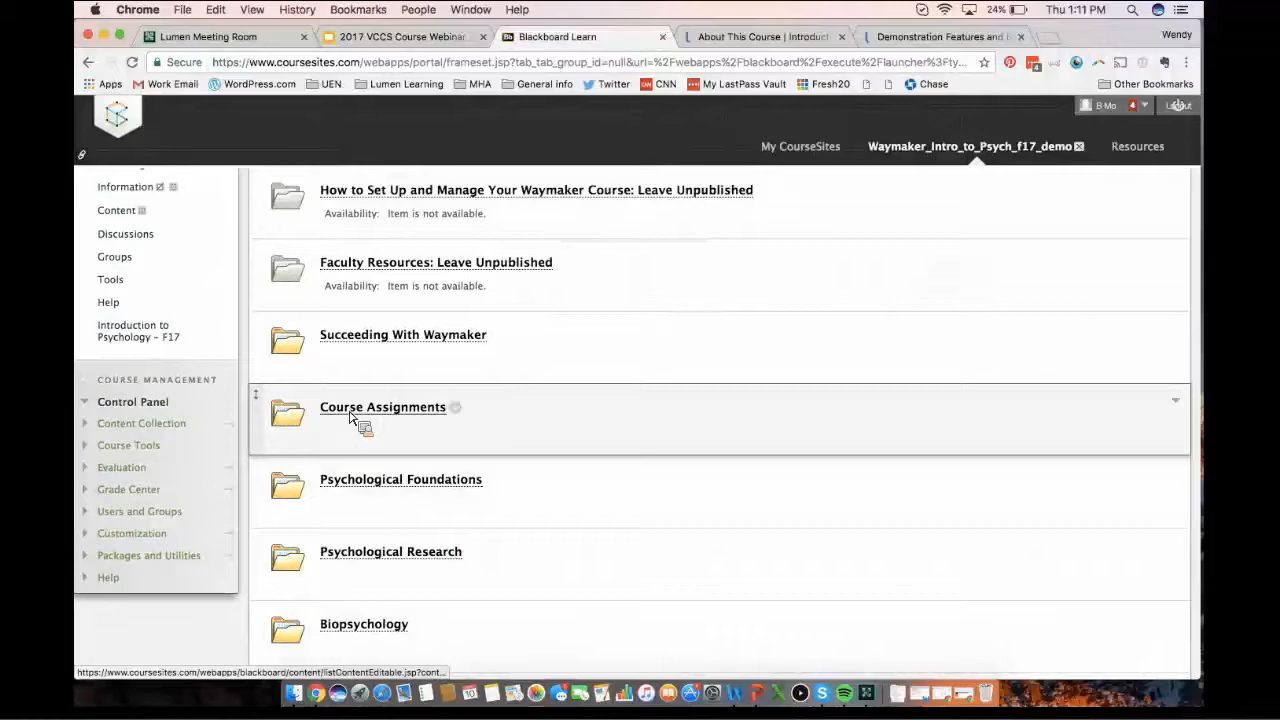 Chrome File Edit View History Bookmarks People Window Help 24% Thu 1:11 PM
Lumen Meeting Room 2017 VCCS Course Webinar Blackboard Learn About This Course | Introduct Demonstration Features and Wendy
Secure https://www.coursesites.com/webapps/portal/frameset.jsp?tab_tab_group_id=null&url=%2Fwebapps%2Fblackboard%2Fexecute%2Flauncher%3Fty...
Apps Work Email WordPress.com UEN Lumen Learning MHA General info Twitter CNN My LastPass Vault Fresh20 Chase Other Bookmarks
B Mo 4
My CourseSites Waymaker_Intro_to_Psych_f17_demo Resources
Information
Content
Discussions
Groups
Tools
Help
Introduction to
Psychology - F17
COURSE MANAGEMENT
Control Panel
Content Collection
Course Tools
Evaluation
Grade Center
Users and Groups
Customization
Packages and Utilities
Help
How to Set Up and Manage Your Waymaker Course: Leave Unpublished
Availability: Item is not available.
Faculty Resources: Leave Unpublished
Availability: Item is not available.
Succeeding With Waymaker
Course Assignments
Psychological Foundations
Psychological Research
Biopsychology
https://www.coursesites.com/webapps/blackboard/content/listContentEditable.jsp?cont...